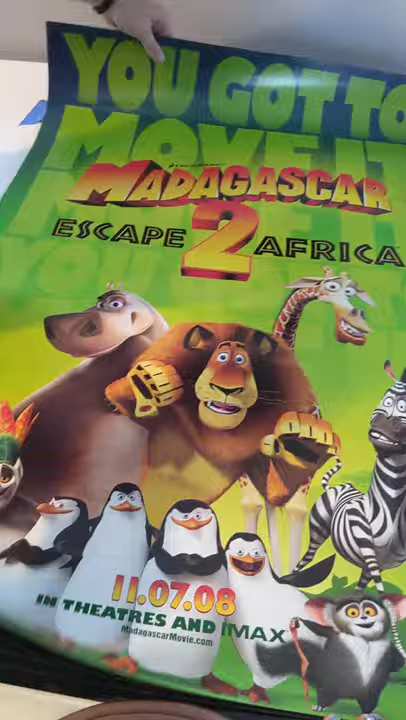 YOU GOT TO
MOVE IT
MADAGASCAR
ESCAPE 2 AFRICA
11.07.08
IN THEATRES AND IMAX
MadagascarMovie.com